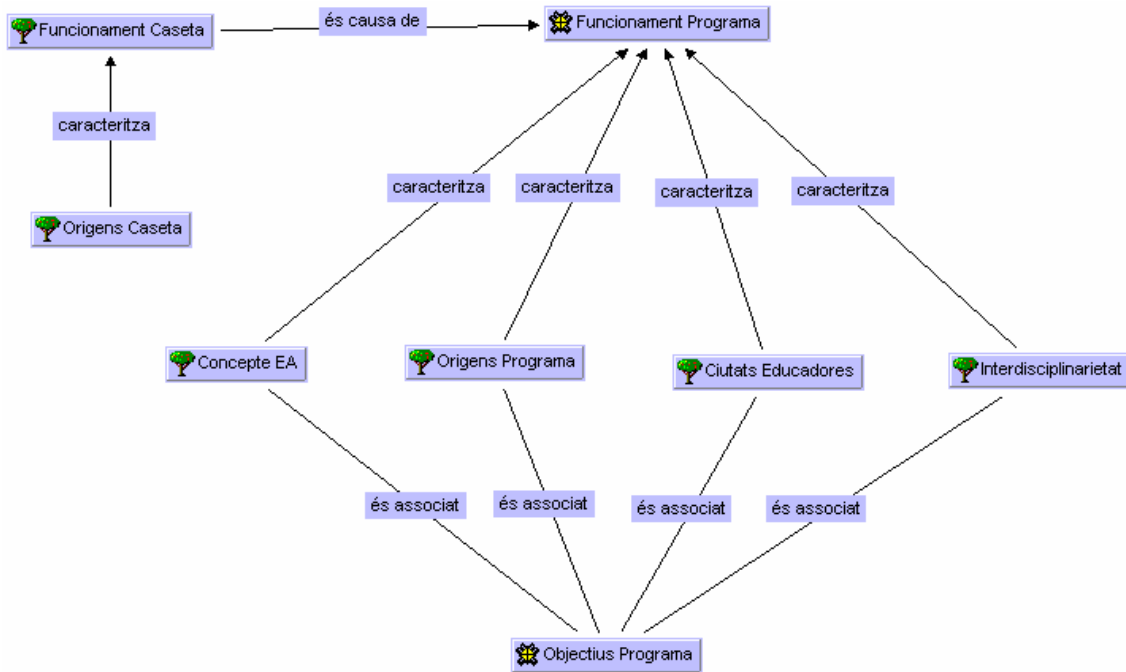 Funcionament Caseta
és causa de
Funcionament Programa
caracteritza
caracteritza
caracteritza
caracteritza
caracteritza
Origens Caseta
Concepte EA
Origens Programa
Ciutats Educadores
Interdisciplinarietat
és associat
és associat
és associat
és associat
Objectius Programa